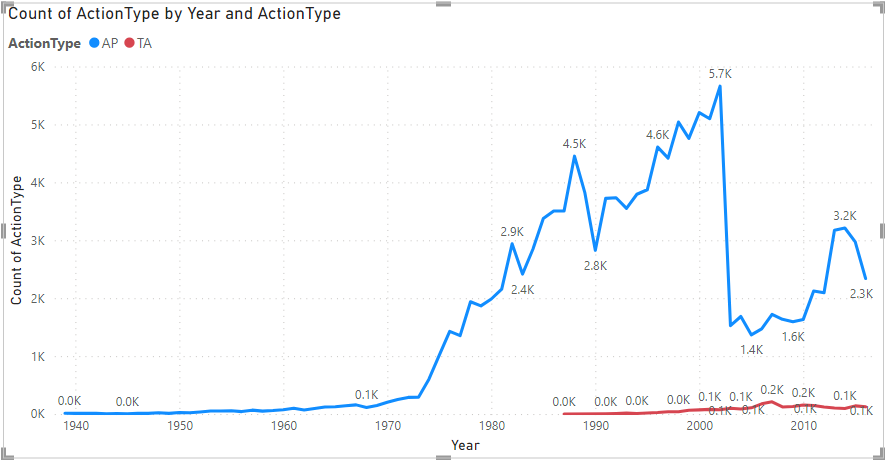 Count of ActionType by Year and ActionType
ActionType AP TA
6K
5.7K
5K
4.6K
4.5K
4K
3.2K
3K
2.9K
2.8K
2.4K
2.3K
2K
1.6K
1.4K
1K
0.2K 0.2K
0.0K 0.0K 0.1K 0.0K 0.0K 0.0K 0.0K 0.1K 0.1K 0.1K
0K 0.1K 0.1K 0.1K 0.1K
1940 1950 1960 1970 1980 1990 2000 2010
Year
Count of ActionType